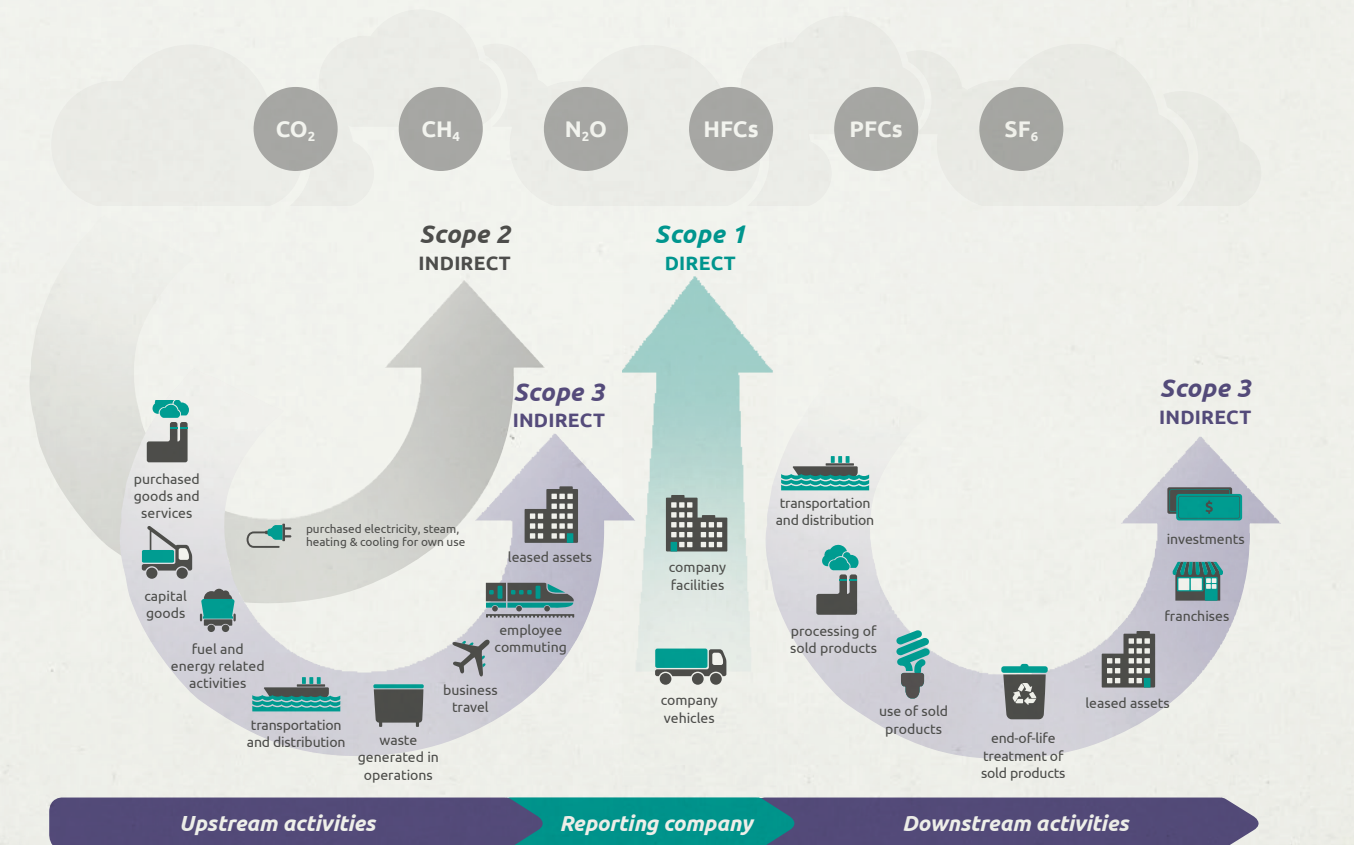 CO₂
CH₄
N₂O
HFCs
PFCs
SF₆
Scope 2
INDIRECT
Scope 1
DIRECT
Scope 3
INDIRECT
Scope 3
INDIRECT
purchased
goods and
services
capital
goods
fuel and
energy related
activities
transportation
and distribution
waste
generated in
operations
business
travel
employee
commuting
leased assets
purchased electricity, steam,
heating & cooling for own use
company
facilities
company
vehicles
transportation
and distribution
processing of
sold products
use of sold
products
end-of-life
treatment of
sold products
leased assets
franchises
investments
$
Upstream activities
Reporting company
Downstream activities